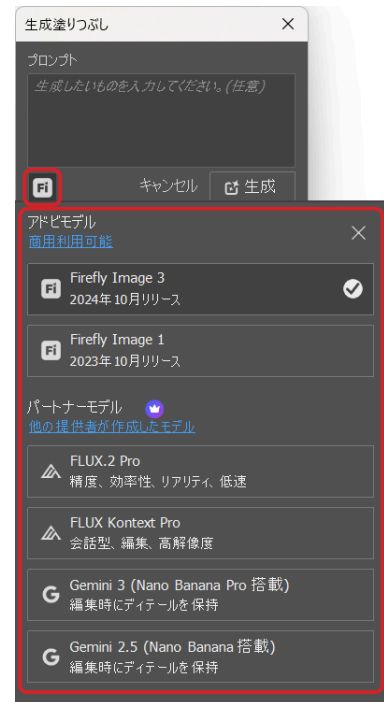 生成塗りつぶし
プロンプト
生成したいものを入力してください。(任意)
Fi
キャンセル
生成
アドビモデル
商用利用可能
Fi
Firefly Image 3
2024年10月リリース
Fi
Firefly Image 1
2023年10月リリース
パートナーモデル
他の提供者が作成したモデル
FLUX.2 Pro
精度、効率性、リアリティ、低速
FLUX Kontext Pro
会話型、編集、高解像度
G
Gemini 3 (Nano Banana Pro 搭載)
編集時にディテールを保持
G
Gemini 2.5 (Nano Banana 搭載)
編集時にディテールを保持